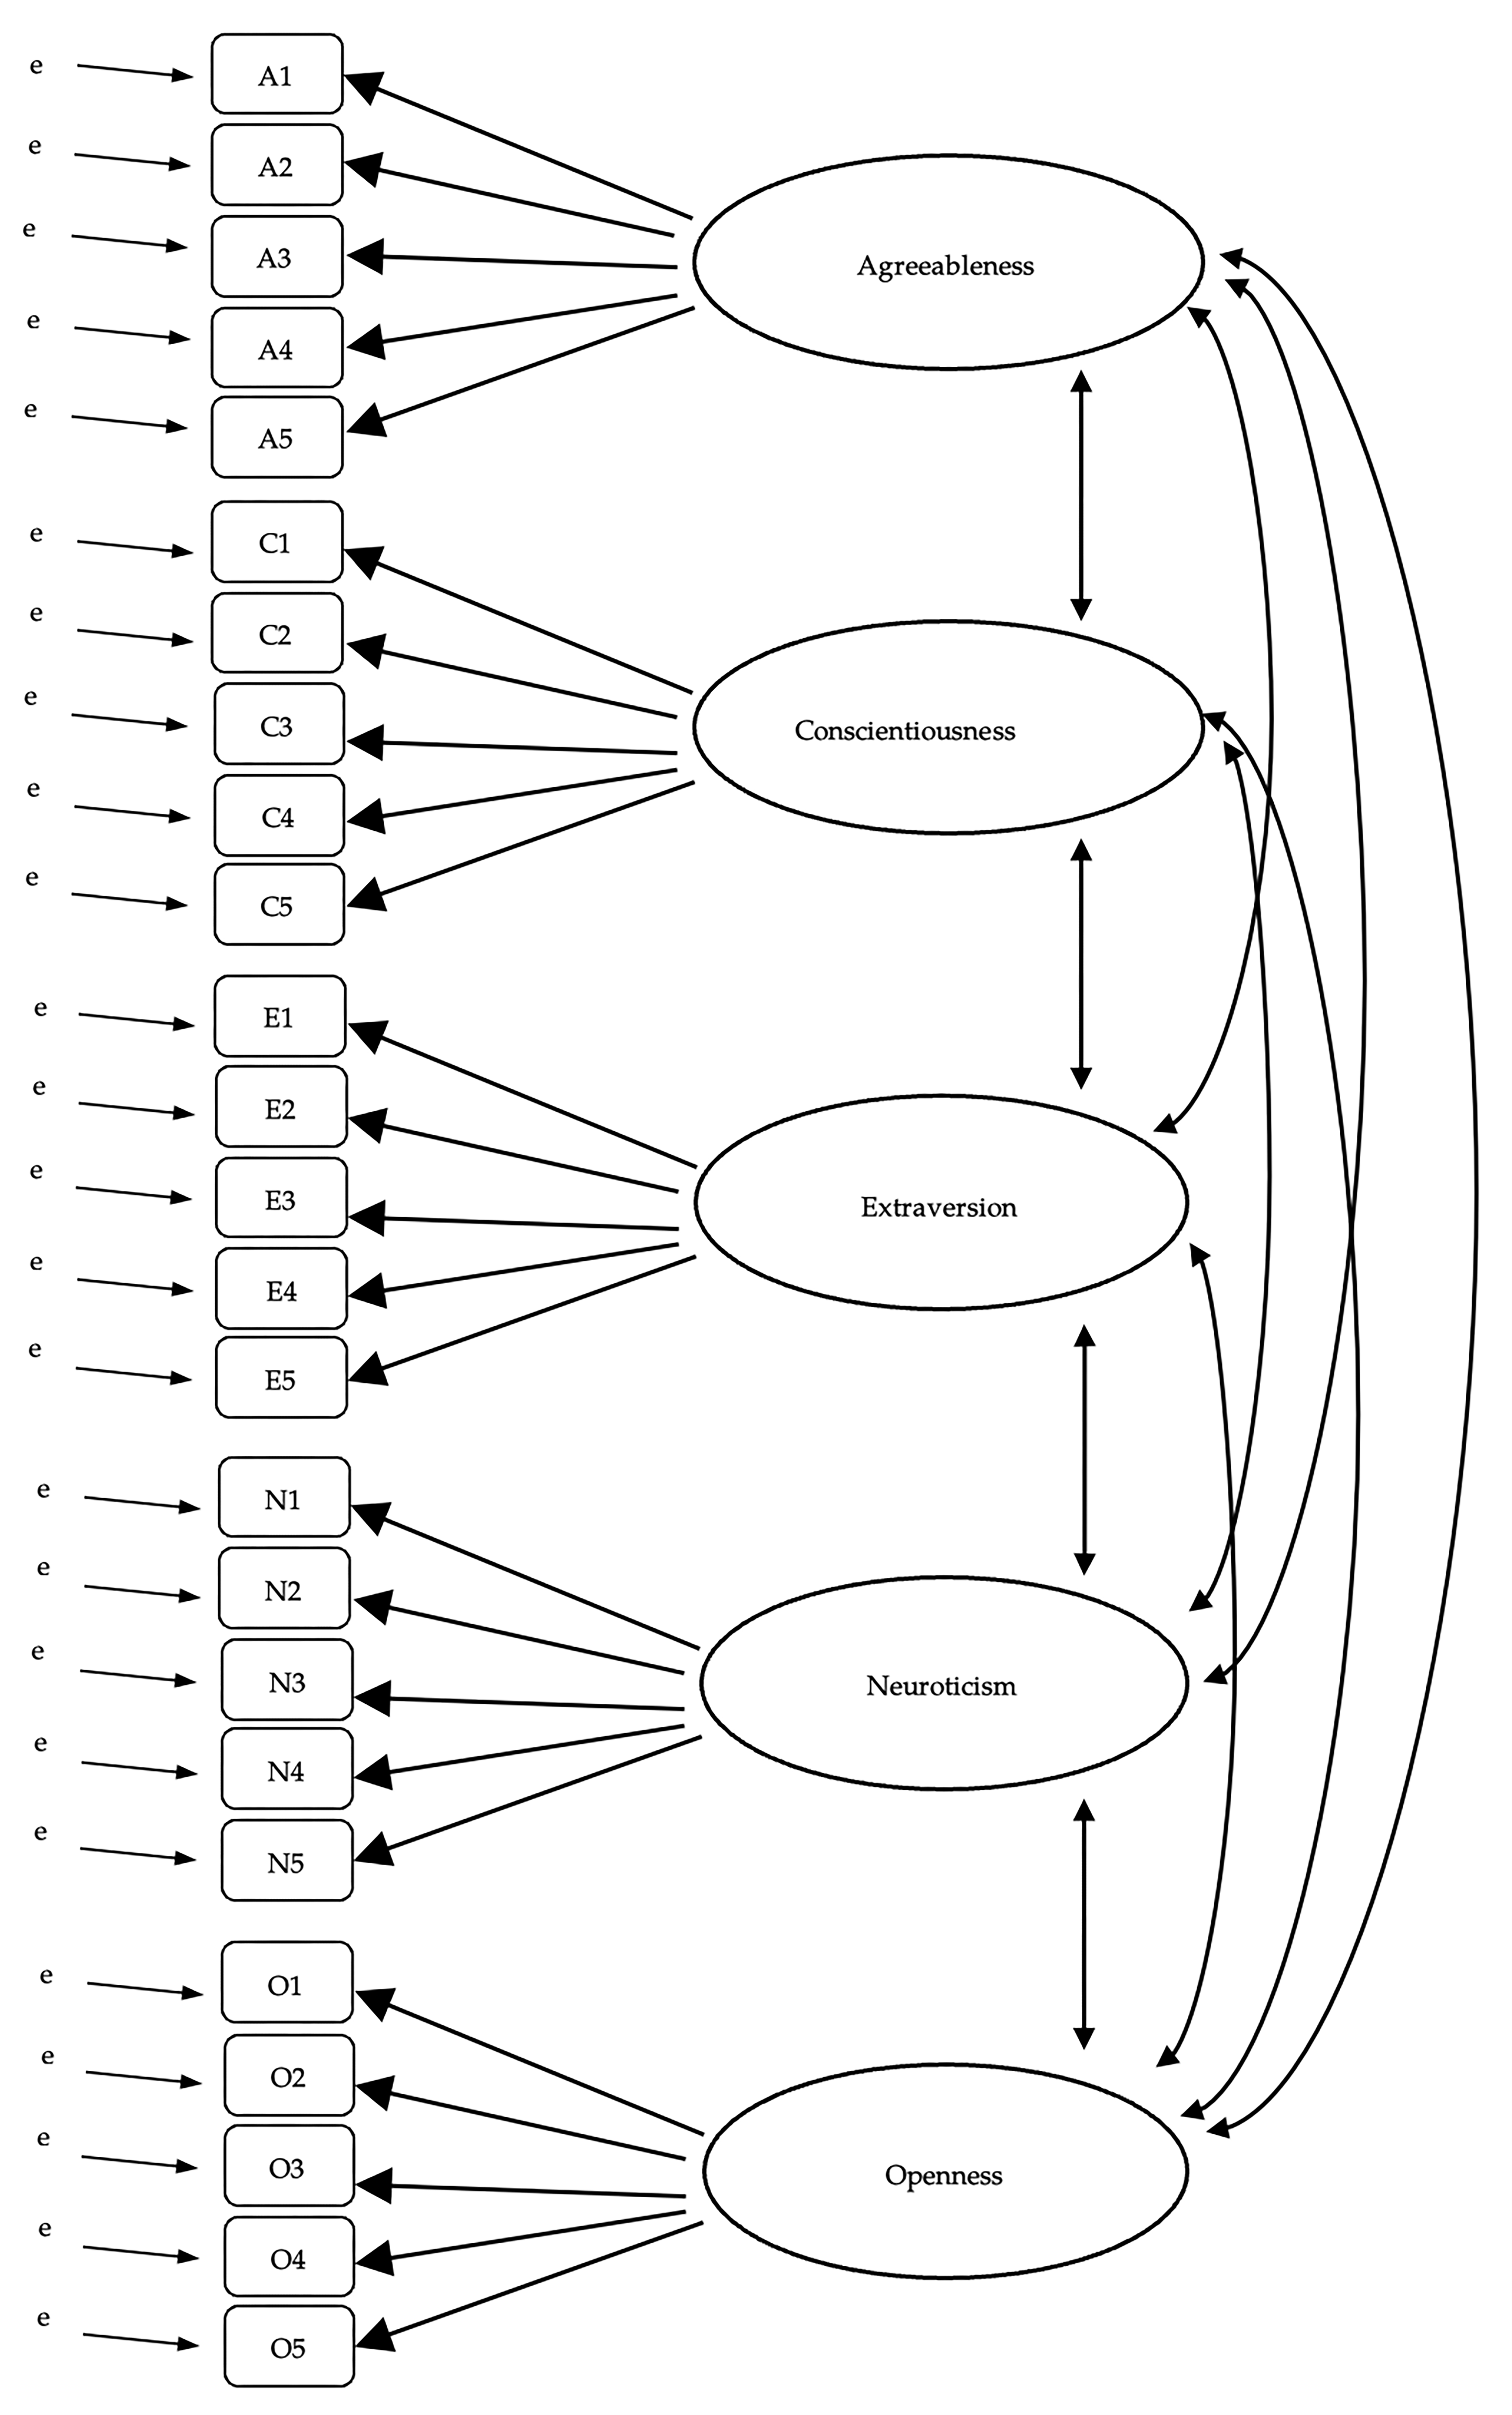 e
A1
e
A2
e
A3
e
A4
e
A5
Agreeableness
e
C1
e
C2
e
C3
e
C4
e
C5
Conscientiousness
e
E1
e
E2
e
E3
e
E4
e
E5
Extraversion
e
N1
e
N2
e
N3
e
N4
e
N5
Neuroticism
e
O1
e
O2
e
O3
e
O4
e
O5
Openness